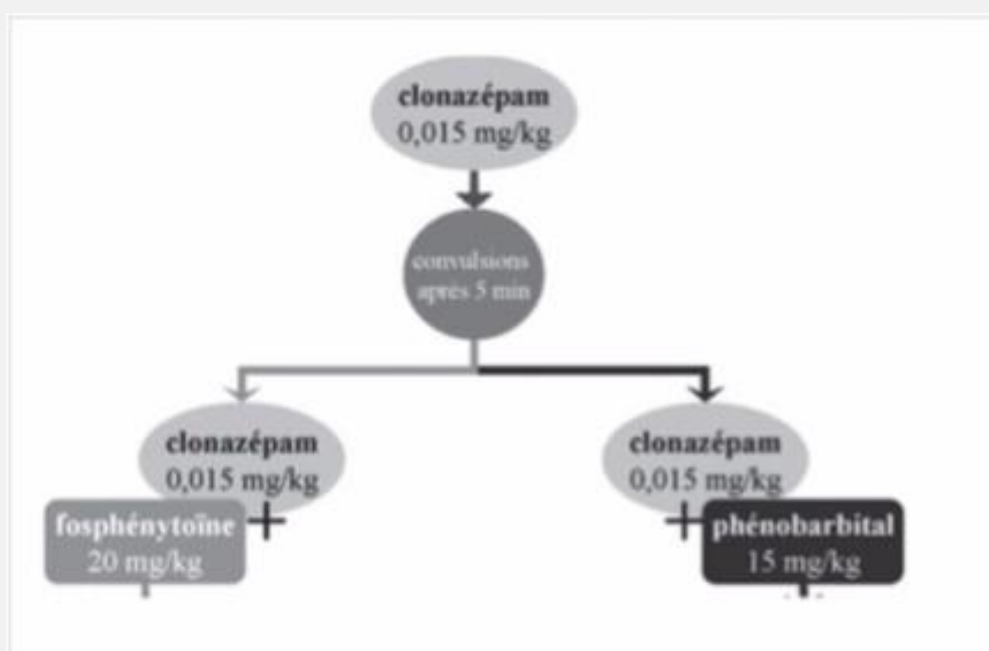 clonazépam
0,015 mg/kg
convulsions
après 5 min
clonazépam
0,015 mg/kg
+
fosphénytoïne
20 mg/kg
clonazépam
0,015 mg/kg
+
phénobarbital
15 mg/kg